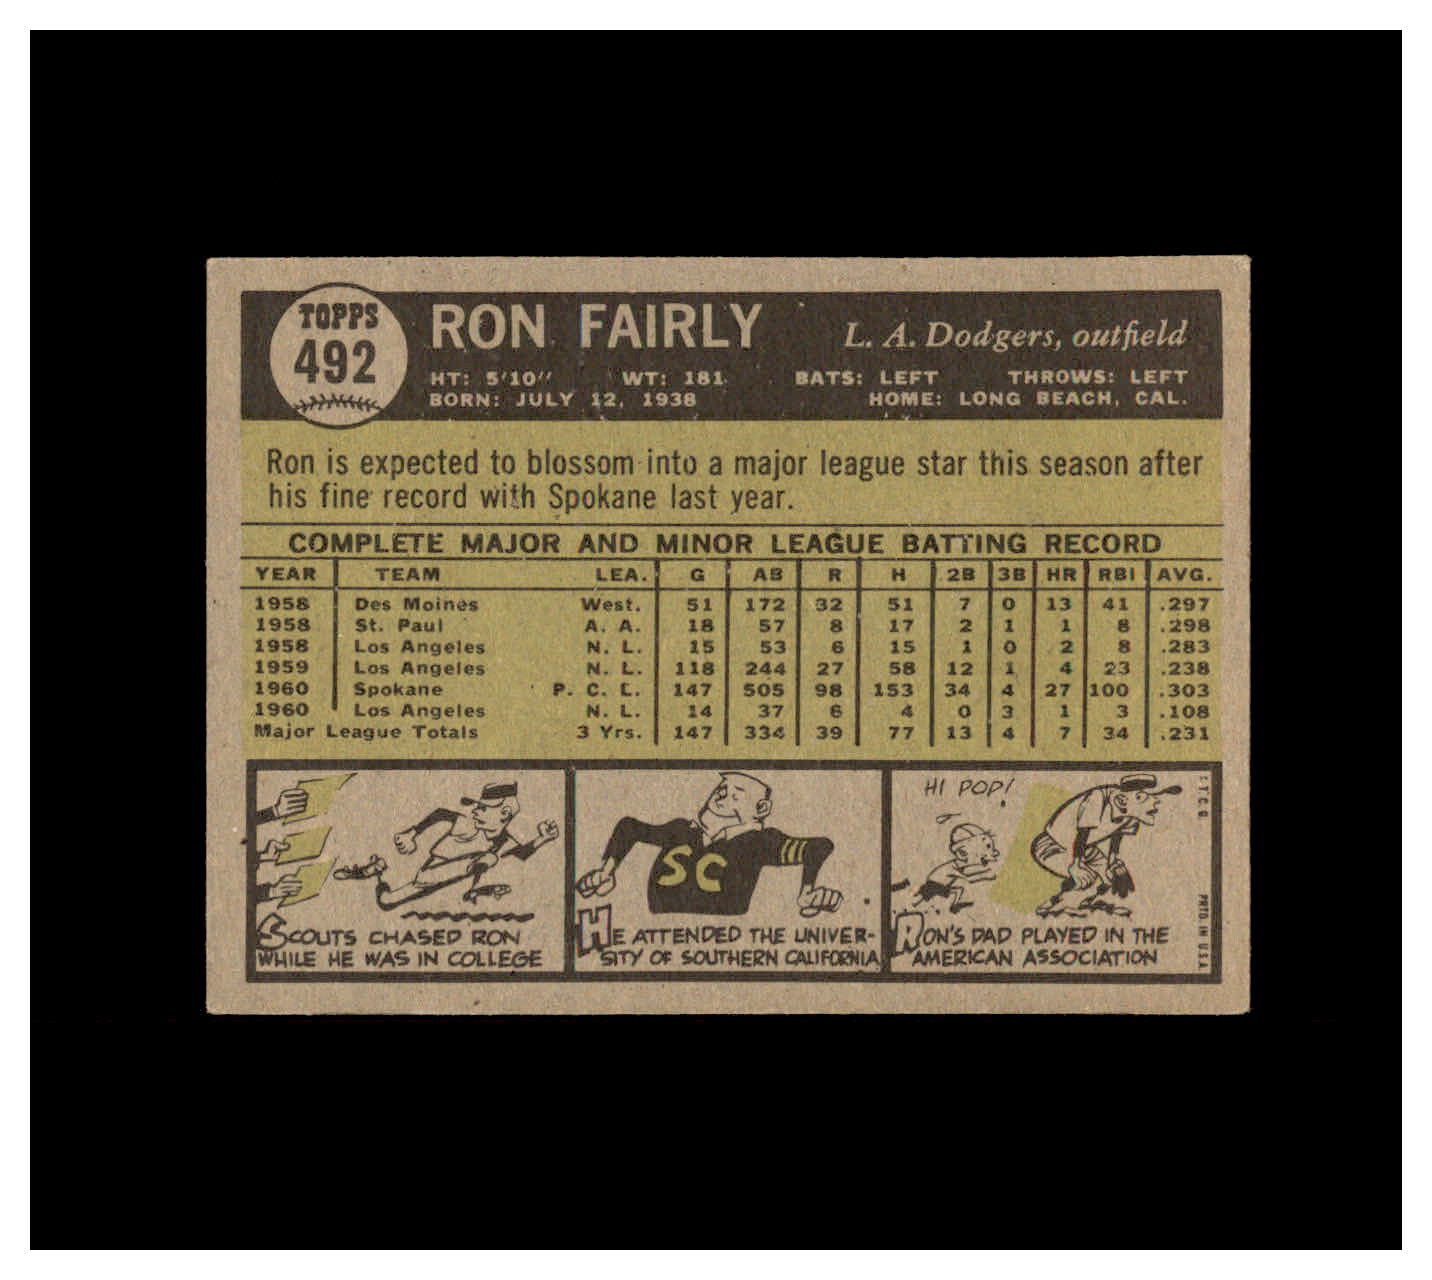 TOPPS
492
RON FAIRLY
L. A. Dodgers, outfield
HT: 5'10" WT: 181 BATS: LEFT THROWS: LEFT
BORN: JULY 12, 1938 HOME: LONG BEACH, CAL.
Ron is expected to blossom into a major league star this season after
his fine record with Spokane last year.
COMPLETE MAJOR AND MINOR LEAGUE BATTING RECORD
YEAR TEAM LEA. G AB R H 2B 3B HR RBI AVG.
1958 Des Moines West. 51 172 32 51 7 0 13 41 .297
1958 St. Paul A. A. 18 57 8 17 2 1 1 8 .298
1958 Los Angeles N. L. 15 53 6 15 1 0 2 8 .283
1959 Los Angeles N. L. 118 244 27 58 12 1 4 23 .238
1960 Spokane P. C. L. 147 505 98 153 34 4 27 100 .303
1960 Los Angeles N. L. 14 37 6 4 0 3 1 3 .108
Major League Totals 3 Yrs. 147 334 39 77 13 4 7 34 .231
SCOUTS CHASED RON
WHILE HE WAS IN COLLEGE
SC
HE ATTENDED THE UNIVER-
SITY OF SOUTHERN CALIFORNIA
HI POP!
RON'S DAD PLAYED IN THE
AMERICAN ASSOCIATION
T.C.G.
PRTD. IN U.S.A.